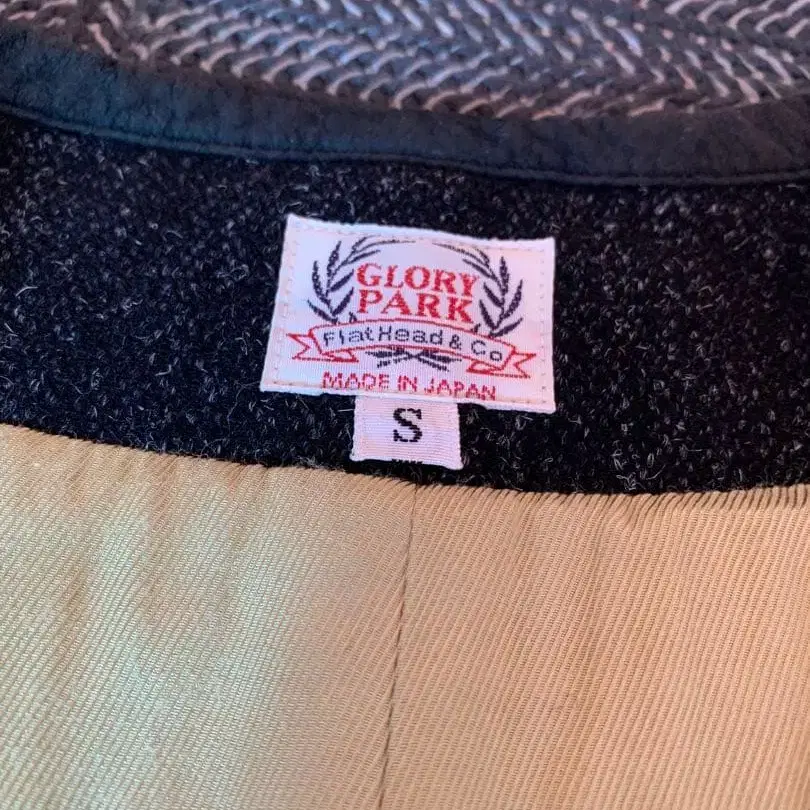 GLORY
PARK
FlatHead & Co
MADE IN JAPAN
S